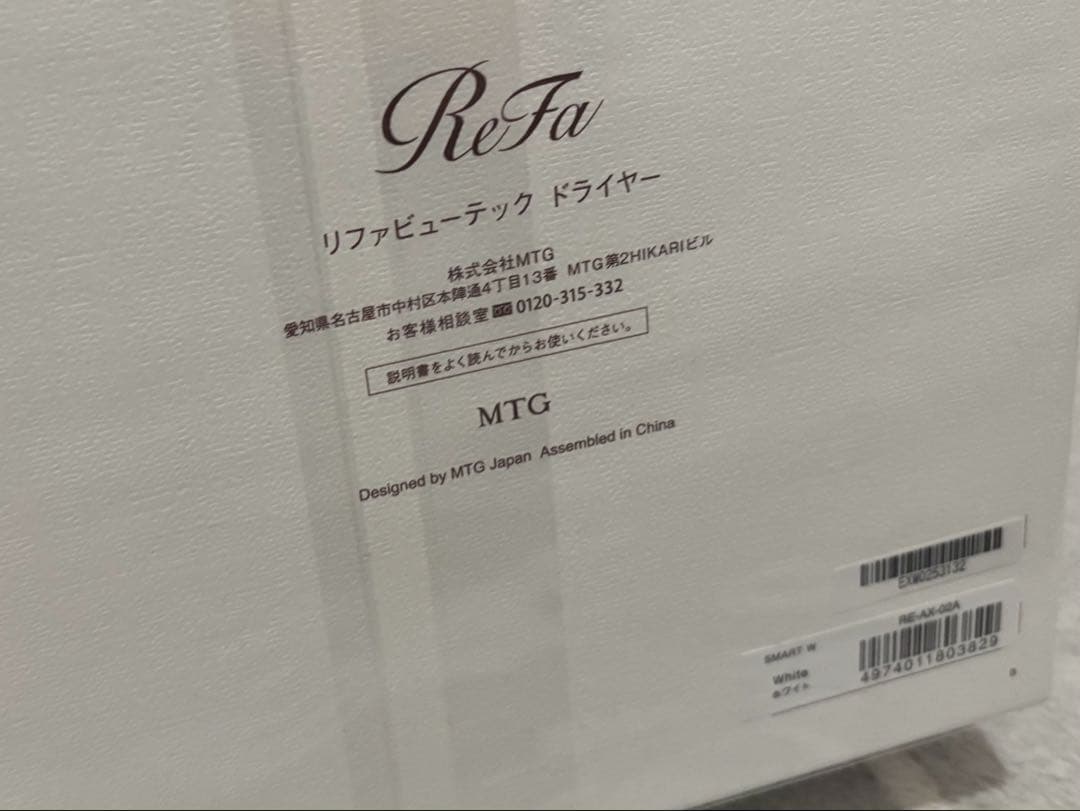 ReFa
リファビューテック ドライヤー
株式会社MTG
愛知県名古屋市中村区本陣通4丁目13番 MTG第2HIKARIビル
お客様相談室 0120-315-332
説明書をよく読んでからお使いください。
MTG
Designed by MTG Japan Assembled in China
EXW0253132
RE-AX-02A
SMART W
White
ホワイト
4974011803829